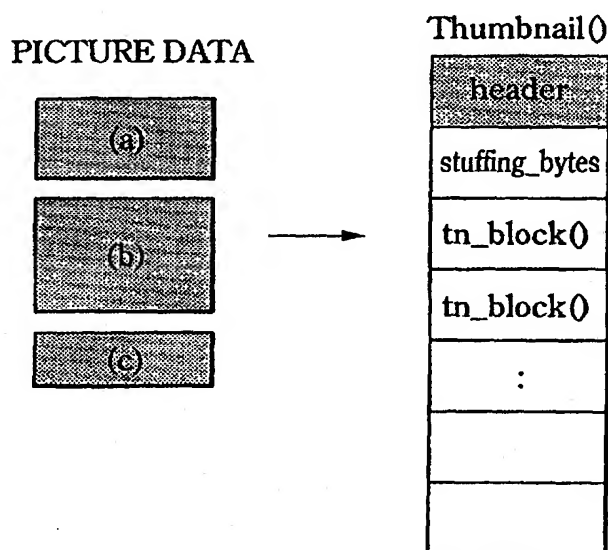 PICTURE DATA
(a)
(b)
(c)
Thumbnail()
header
stuffing_bytes
tn_block()
tn_block()
: